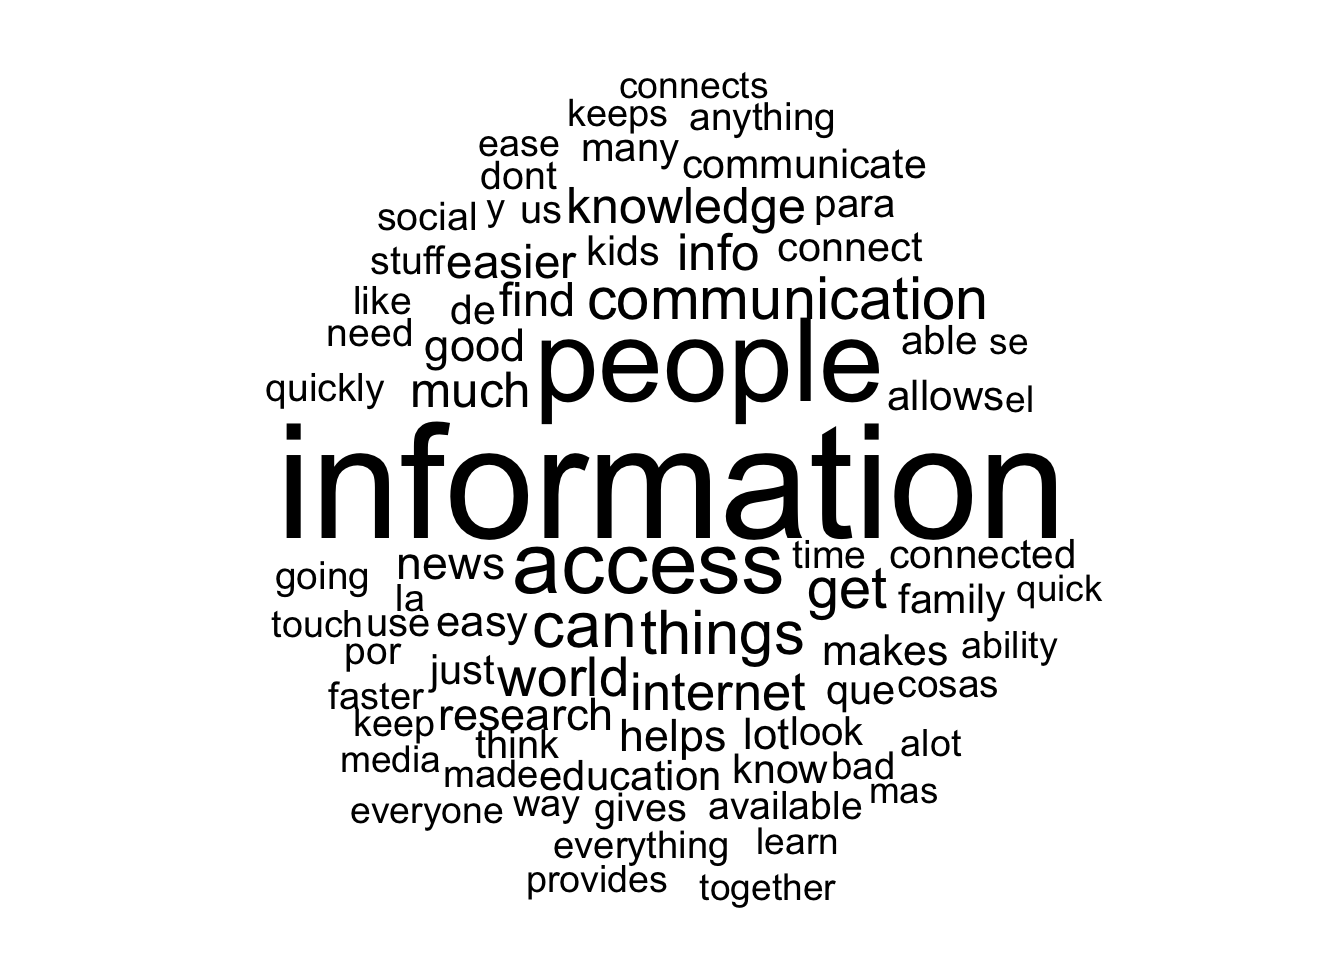 connects
keeps anything
ease many communicate
dont
social y us knowledge para
stuff easier kids info connect
like de find communication
need good people able se
quickly much allows el
information
going news access time connected
la get family quick
touch use easy can things
por just makes ability
faster world internet que cosas
keep research helps lot look
think alot
media made education know bad
everyone way gives available mas
everything learn
provides together